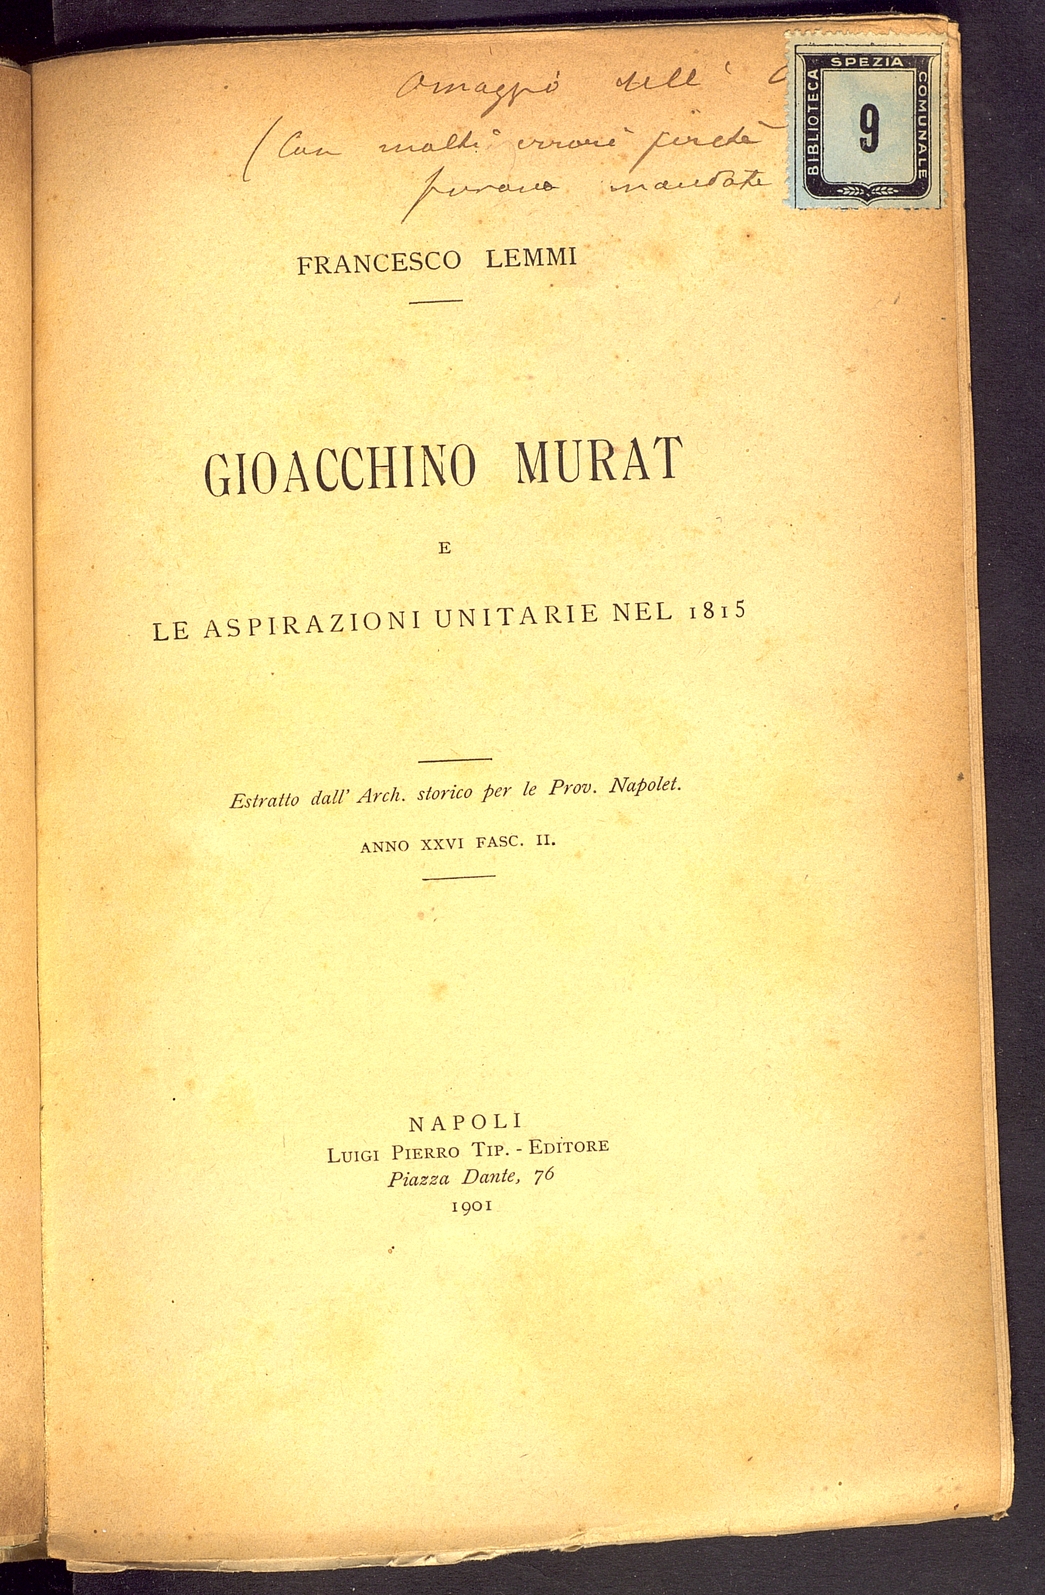 Omaggio dell'
(Con molti errori perchè
furono mandate
BIBLIOTECA SPEZIA COMUNALE
9
FRANCESCO LEMMI
GIOACCHINO MURAT
E
LE ASPIRAZIONI UNITARIE NEL 1815
Estratto dall' Arch. storico per le Prov. Napolet.
ANNO XXVI FASC. II.
NAPOLI
LUIGI PIERRO TIP. - EDITORE
Piazza Dante, 76
1901